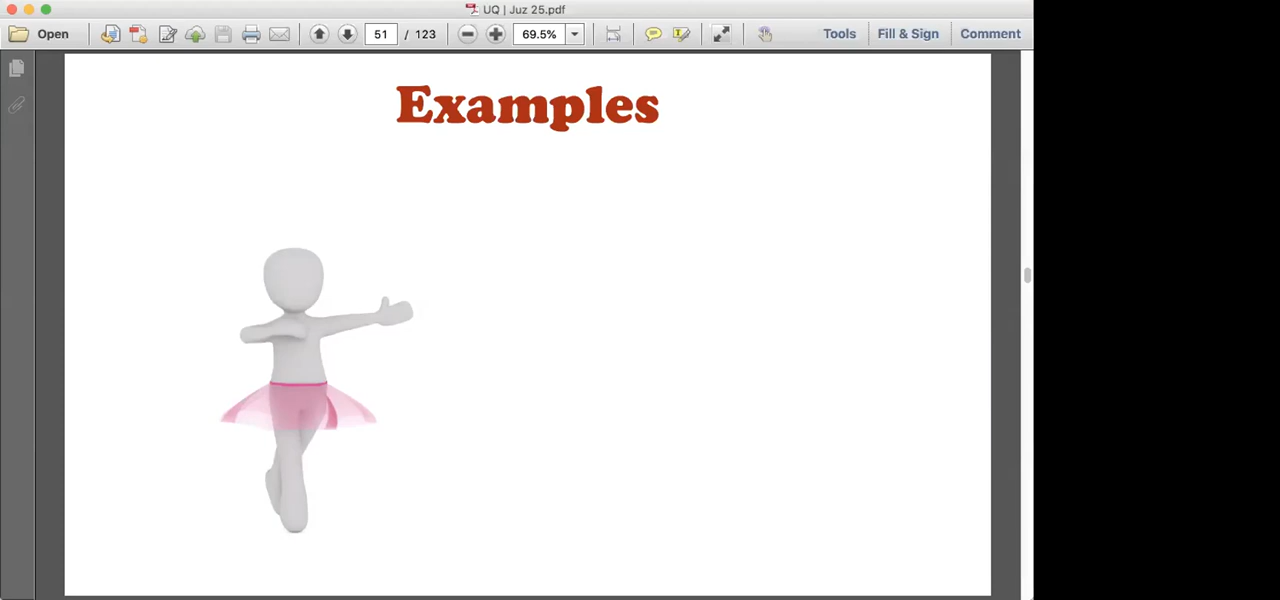 UQ | Juz 25.pdf
Open 51 / 123 69.5% Tools Fill & Sign Comment
Examples